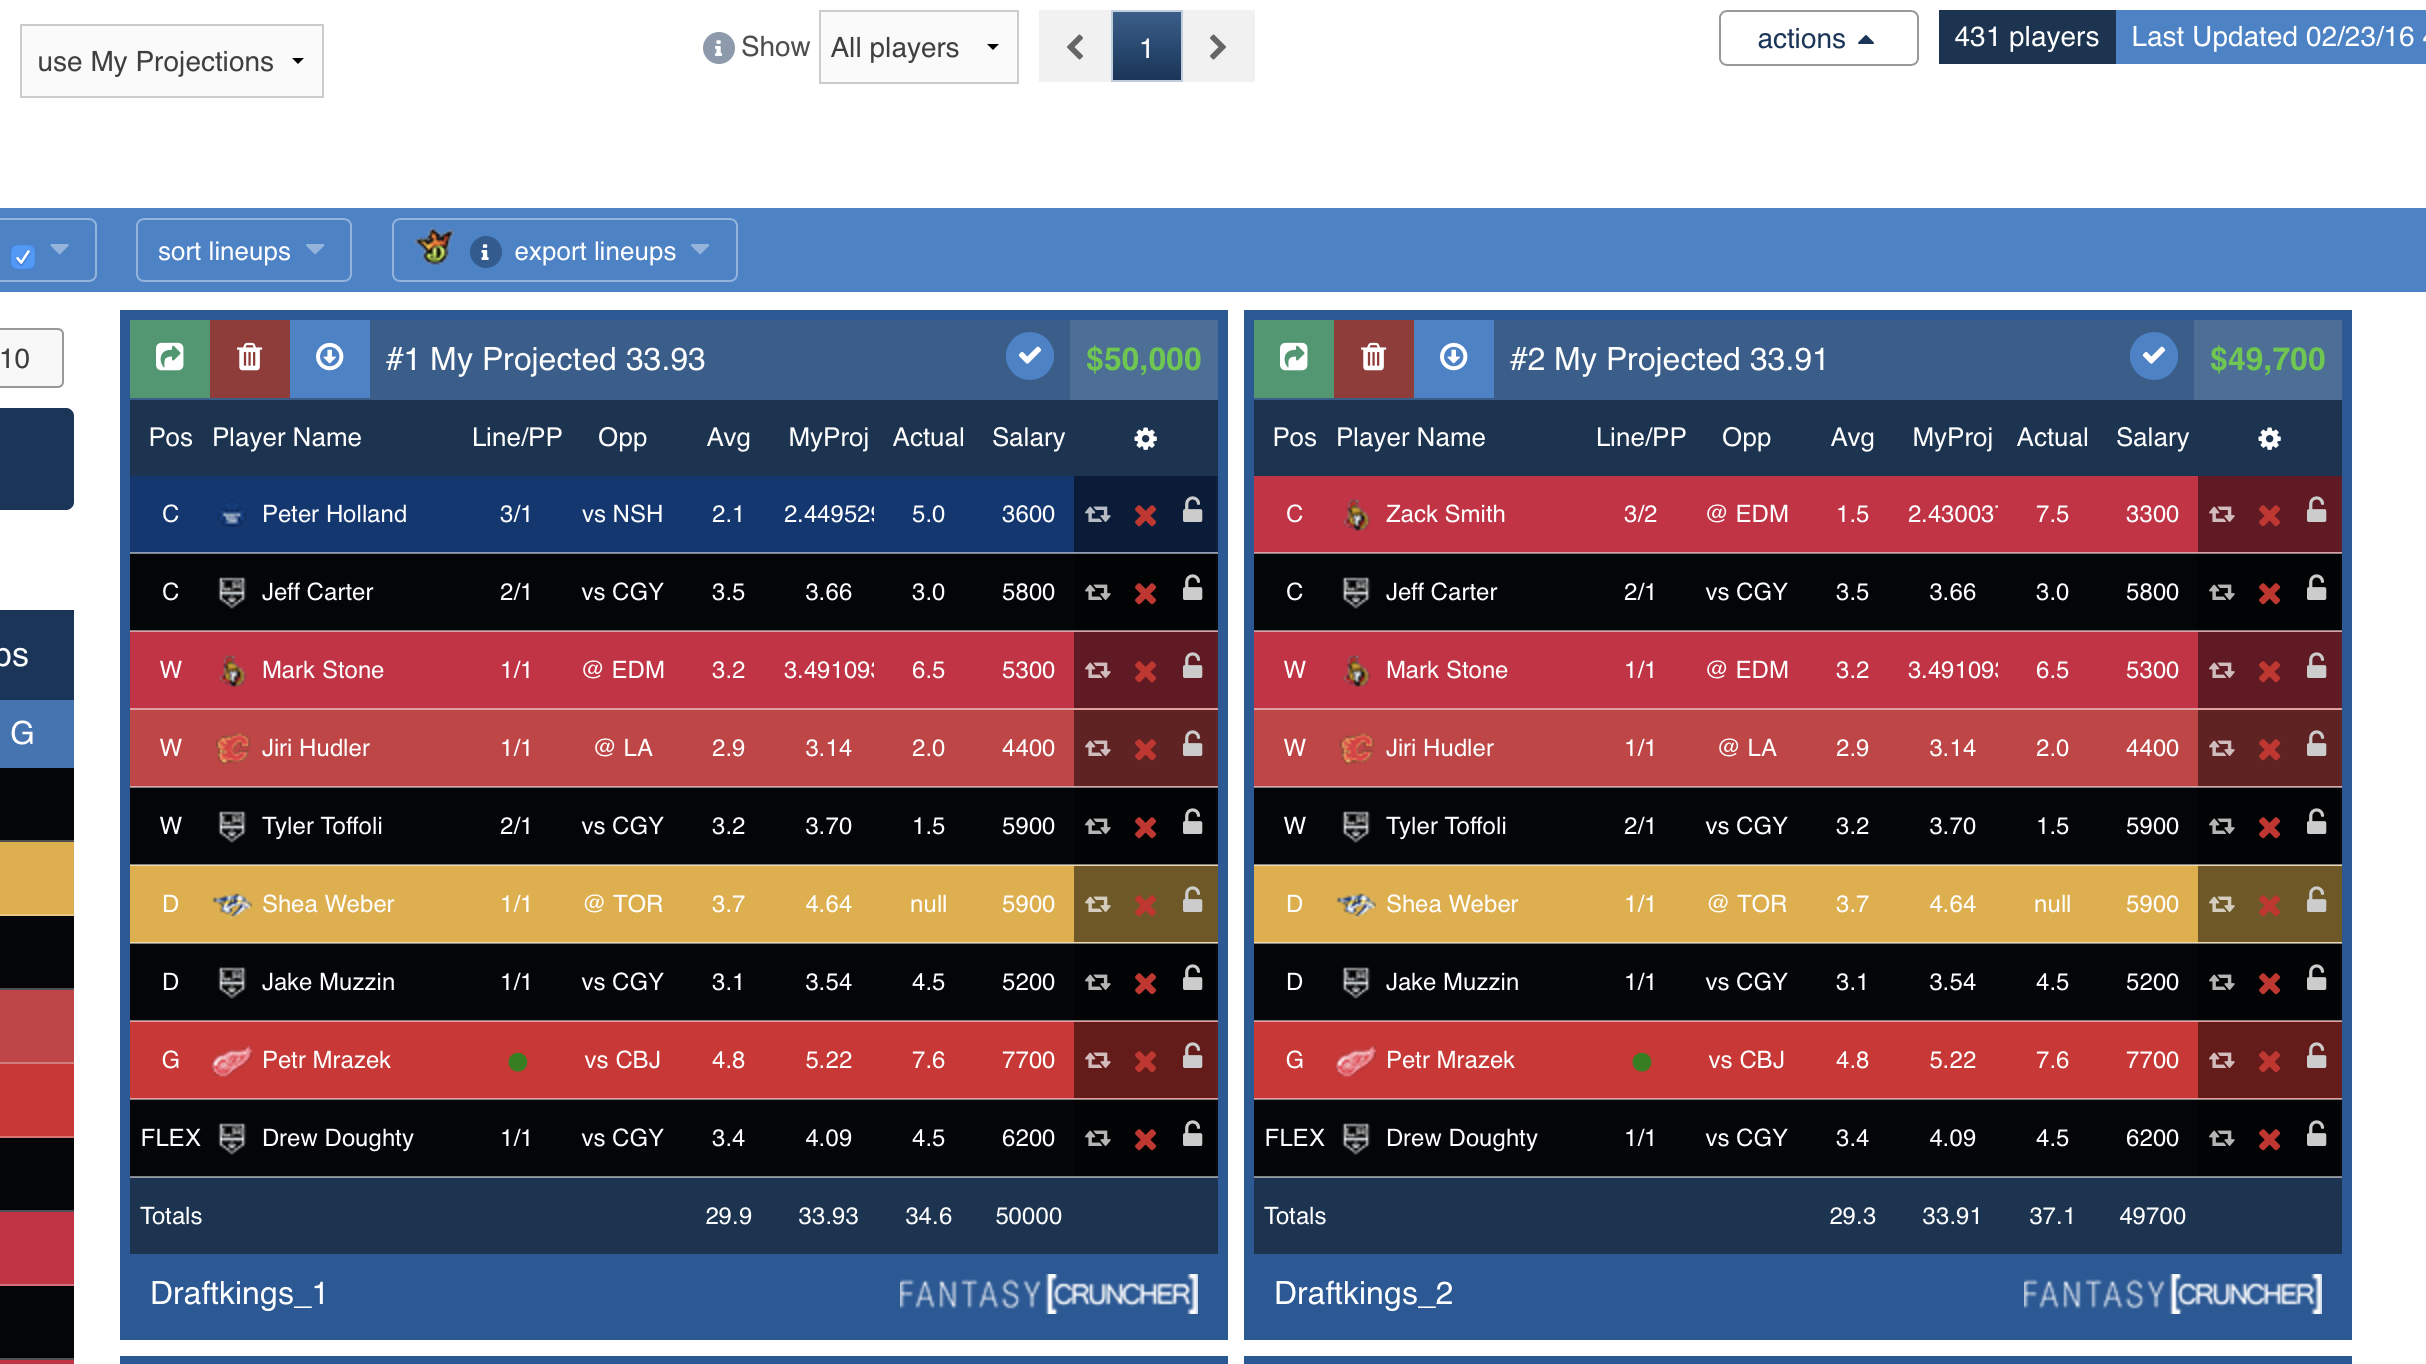 use My Projections
Show All players 1
actions
431 players Last Updated 02/23/16
sort lineups
export lineups
10
#1 My Projected 33.93 $50,000
Pos Player Name Line/PP Opp Avg MyProj Actual Salary
C Peter Holland 3/1 vs NSH 2.1 2.449529 5.0 3600
C Jeff Carter 2/1 vs CGY 3.5 3.66 3.0 5800
W Mark Stone 1/1 @ EDM 3.2 3.49109 6.5 5300
W Jiri Hudler 1/1 @ LA 2.9 3.14 2.0 4400
W Tyler Toffoli 2/1 vs CGY 3.2 3.70 1.5 5900
D Shea Weber 1/1 @ TOR 3.7 4.64 null 5900
D Jake Muzzin 1/1 vs CGY 3.1 3.54 4.5 5200
G Petr Mrazek vs CBJ 4.8 5.22 7.6 7700
FLEX Drew Doughty 1/1 vs CGY 3.4 4.09 4.5 6200
Totals 29.9 33.93 34.6 50000
Draftkings_1 FANTASY[CRUNCHER]
#2 My Projected 33.91 $49,700
Pos Player Name Line/PP Opp Avg MyProj Actual Salary
C Zack Smith 3/2 @ EDM 1.5 2.43003 7.5 3300
C Jeff Carter 2/1 vs CGY 3.5 3.66 3.0 5800
W Mark Stone 1/1 @ EDM 3.2 3.49109 6.5 5300
W Jiri Hudler 1/1 @ LA 2.9 3.14 2.0 4400
W Tyler Toffoli 2/1 vs CGY 3.2 3.70 1.5 5900
D Shea Weber 1/1 @ TOR 3.7 4.64 null 5900
D Jake Muzzin 1/1 vs CGY 3.1 3.54 4.5 5200
G Petr Mrazek vs CBJ 4.8 5.22 7.6 7700
FLEX Drew Doughty 1/1 vs CGY 3.4 4.09 4.5 6200
Totals 29.3 33.91 37.1 49700
Draftkings_2 FANTASY[CRUNCHER]
G